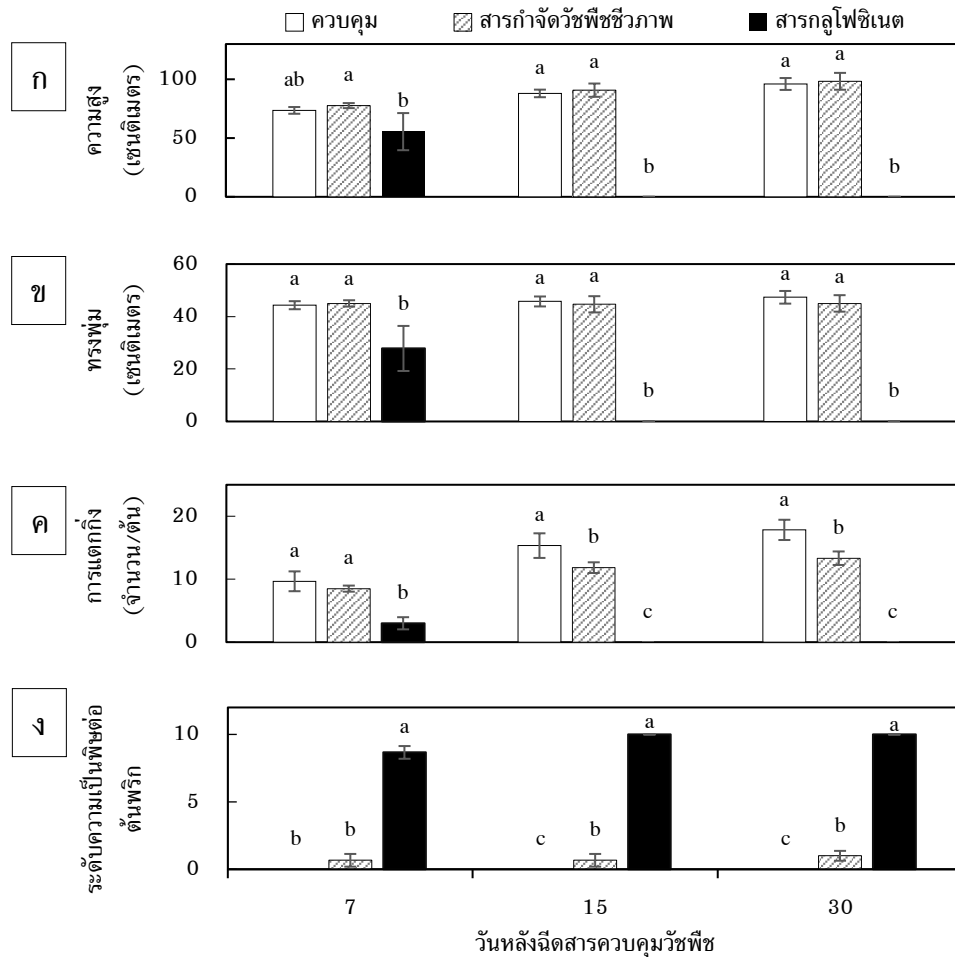 ควบคุม สารกำจัดวัชพืชชีวภาพ สารกลูโฟซิเนต
ก
ความสูง
(เซนติเมตร)
100
50
0
ab a b
a a b
a a b
ข
ทรงพุ่ม
(เซนติเมตร)
60
40
20
0
a a b
a a b
a a b
ค
การแตกกิ่ง
(จำนวน/ต้น)
20
10
0
a a b
a b c
a b c
ง
ระดับความเป็นพิษต่อ
ต้นพริก
10
5
0
b b a
c b a
c b a
7 15 30
วันหลังฉีดสารควบคุมวัชพืช